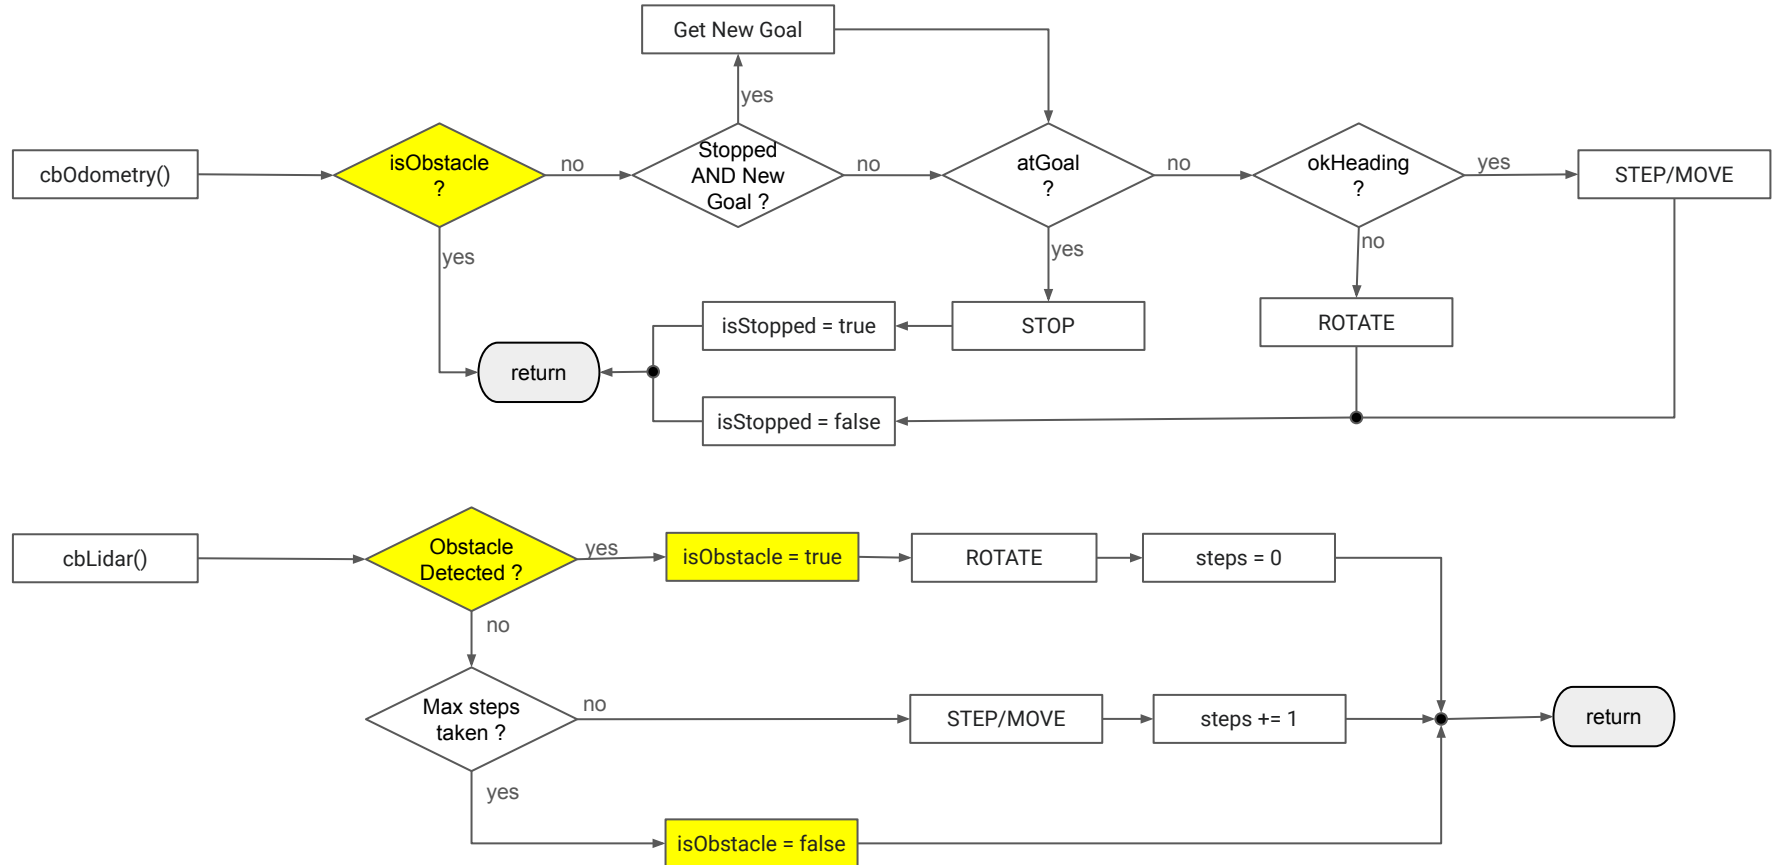 Get New Goal
yes
cbOdometry()
isObstacle
?
no
Stopped
AND New
Goal ?
no
atGoal
?
no
okHeading
?
yes
STEP/MOVE
yes
yes
no
isStopped = true
STOP
ROTATE
return
isStopped = false
cbLidar()
Obstacle
Detected ?
yes
isObstacle = true
ROTATE
steps = 0
no
Max steps
taken ?
no
STEP/MOVE
steps += 1
return
yes
isObstacle = false